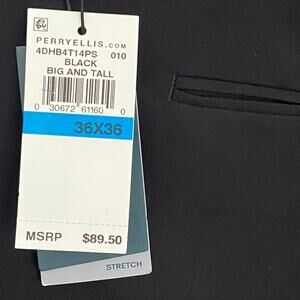 PERRYELLIS.COM
4DHB4T14PS 010
BLACK
BIG AND TALL
0 30672 61160 0
36X36
MSRP $89.50
STRETCH